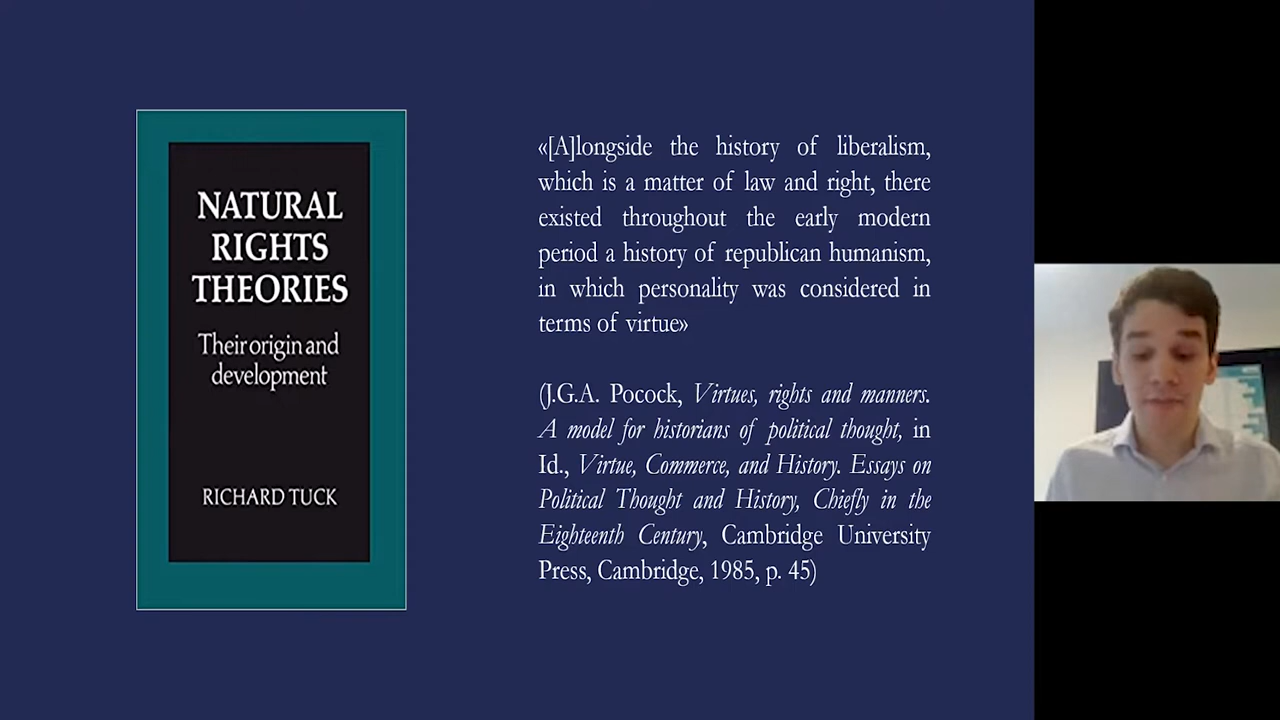 NATURAL
RIGHTS
THEORIES
Their origin and
development
RICHARD TUCK
«[A]longside the history of liberalism,
which is a matter of law and right, there
existed throughout the early modern
period a history of republican humanism,
in which personality was considered in
terms of virtue»
(J.G.A. Pocock, Virtues, rights and manners.
A model for historians of political thought, in
Id., Virtue, Commerce, and History. Essays on
Political Thought and History, Chiefly in the
Eighteenth Century, Cambridge University
Press, Cambridge, 1985, p. 45)